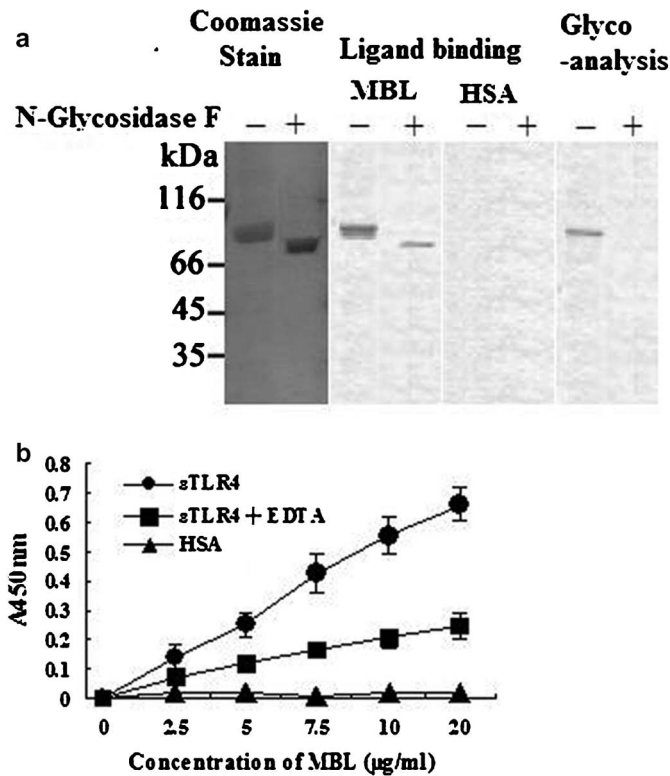 a
Coomassie Stain
Ligand binding
Glyco -analysis
MBL HSA
N-Glycosidase F − + − + − + − +
kDa
116
66
45
35
b
sTLR4
sTLR4 + EDTA
HSA
A450nm
0.8
0.7
0.6
0.5
0.4
0.3
0.2
0.1
0
0 2.5 5 7.5 10 20
Concentration of MBL (µg/ml)